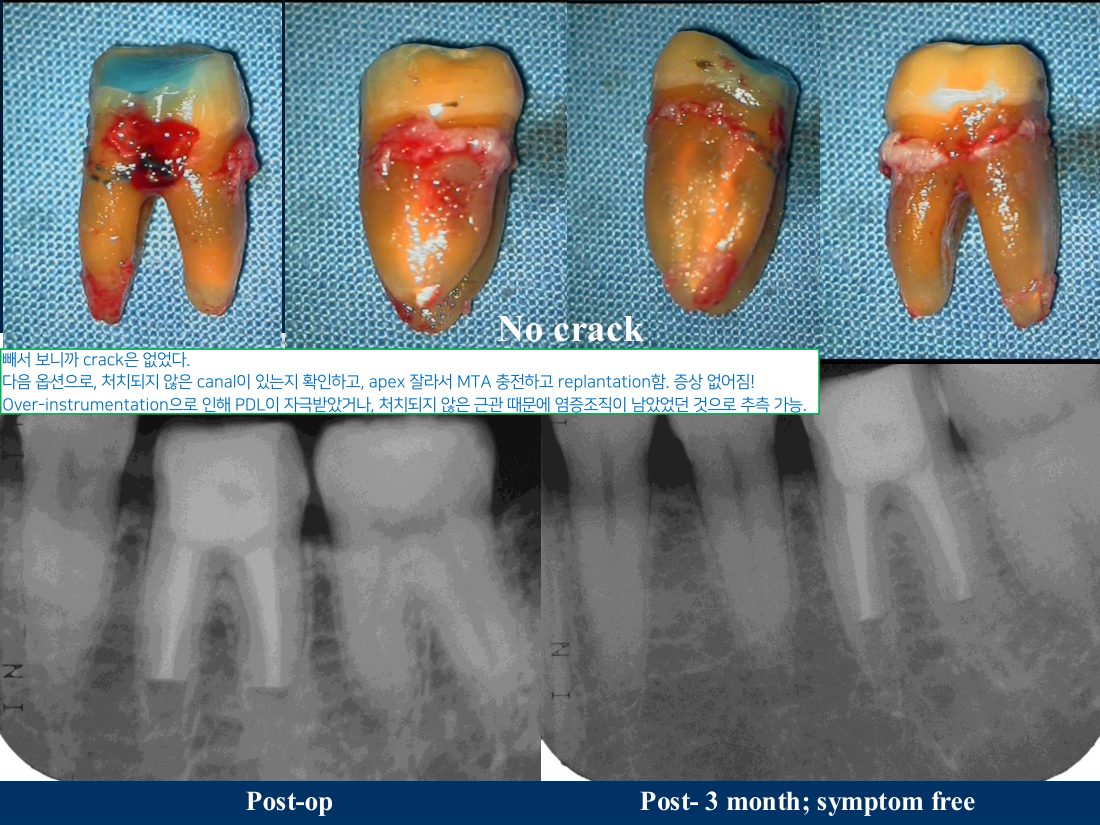 No crack
빼서 보니까 crack은 없었다.
다음 옵션으로, 처치되지 않은 canal이 있는지 확인하고, apex 잘라서 MTA 충전하고 replantation함. 증상 없어짐!
Over-instrumentation으로 인해 PDL이 자극받았거나, 처치되지 않은 근관 때문에 염증조직이 남았었던 것으로 추측 가능.
N
I
N
I
Post-op
Post- 3 month; symptom free